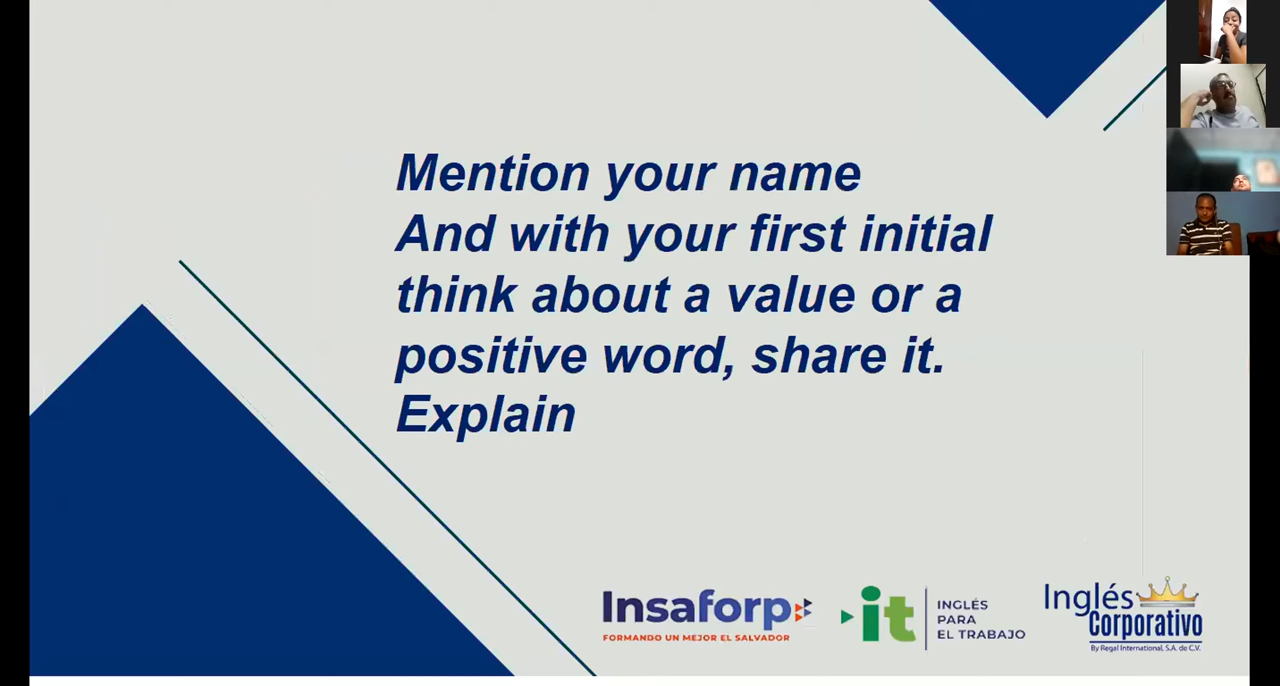 Mention your name
And with your first initial
think about a value or a
positive word, share it.
Explain
Insaforp
FORMANDO UN MEJOR EL SALVADOR
it
INGLÉS
PARA
EL TRABAJO
Inglés
Corporativo
By Regal International, S.A. de C.V.